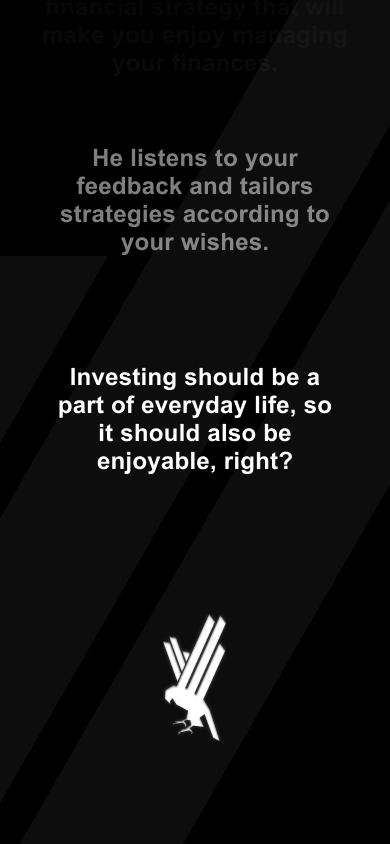 financial strategy that will
make you enjoy managing
your finances.
He listens to your
feedback and tailors
strategies according to
your wishes.
Investing should be a
part of everyday life, so
it should also be
enjoyable, right?